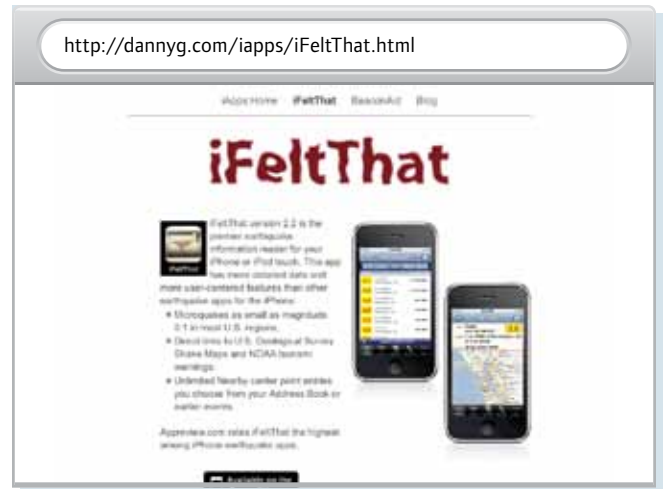 http://dannyg.com/iapps/iFeltThat.html
iApps Home iFeltThat BeaconAid Blog
iFeltThat
iFeltThat version 2.2 is the
premier earthquake
information reader for your
iPhone or iPod touch. This app
has more detailed data and
more user-centered features than other
earthquake apps for the iPhone:
Microquakes as small as magnitude
0.1 in most U.S. regions.
Direct links to U.S. Geological Survey
Shake Maps and NOAA tsunami
warnings.
Unlimited Nearby center point entries
you choose from your Address Book or
earlier events.
Appreview.com rates iFeltThat the highest
among iPhone earthquake apps.
Available on the